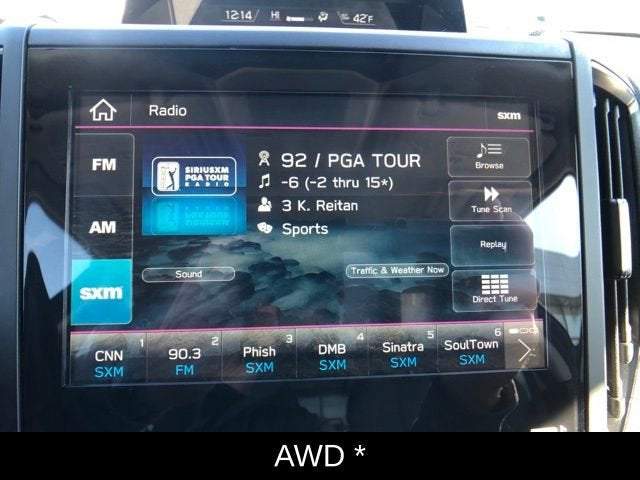 12:14 HI 42°F
Radio
sxm
FM
AM
sxm
SIRIUSXM
PGA TOUR
RADIO
92 / PGA TOUR
-6 (-2 thru 15*)
3 K. Reitan
Sports
Browse
Tune Scan
Replay
Direct Tune
Sound
Traffic & Weather Now
1 2 3 4 5 6
CNN 90.3 Phish DMB Sinatra SoulTown
SXM FM SXM SXM SXM SXM
AWD *